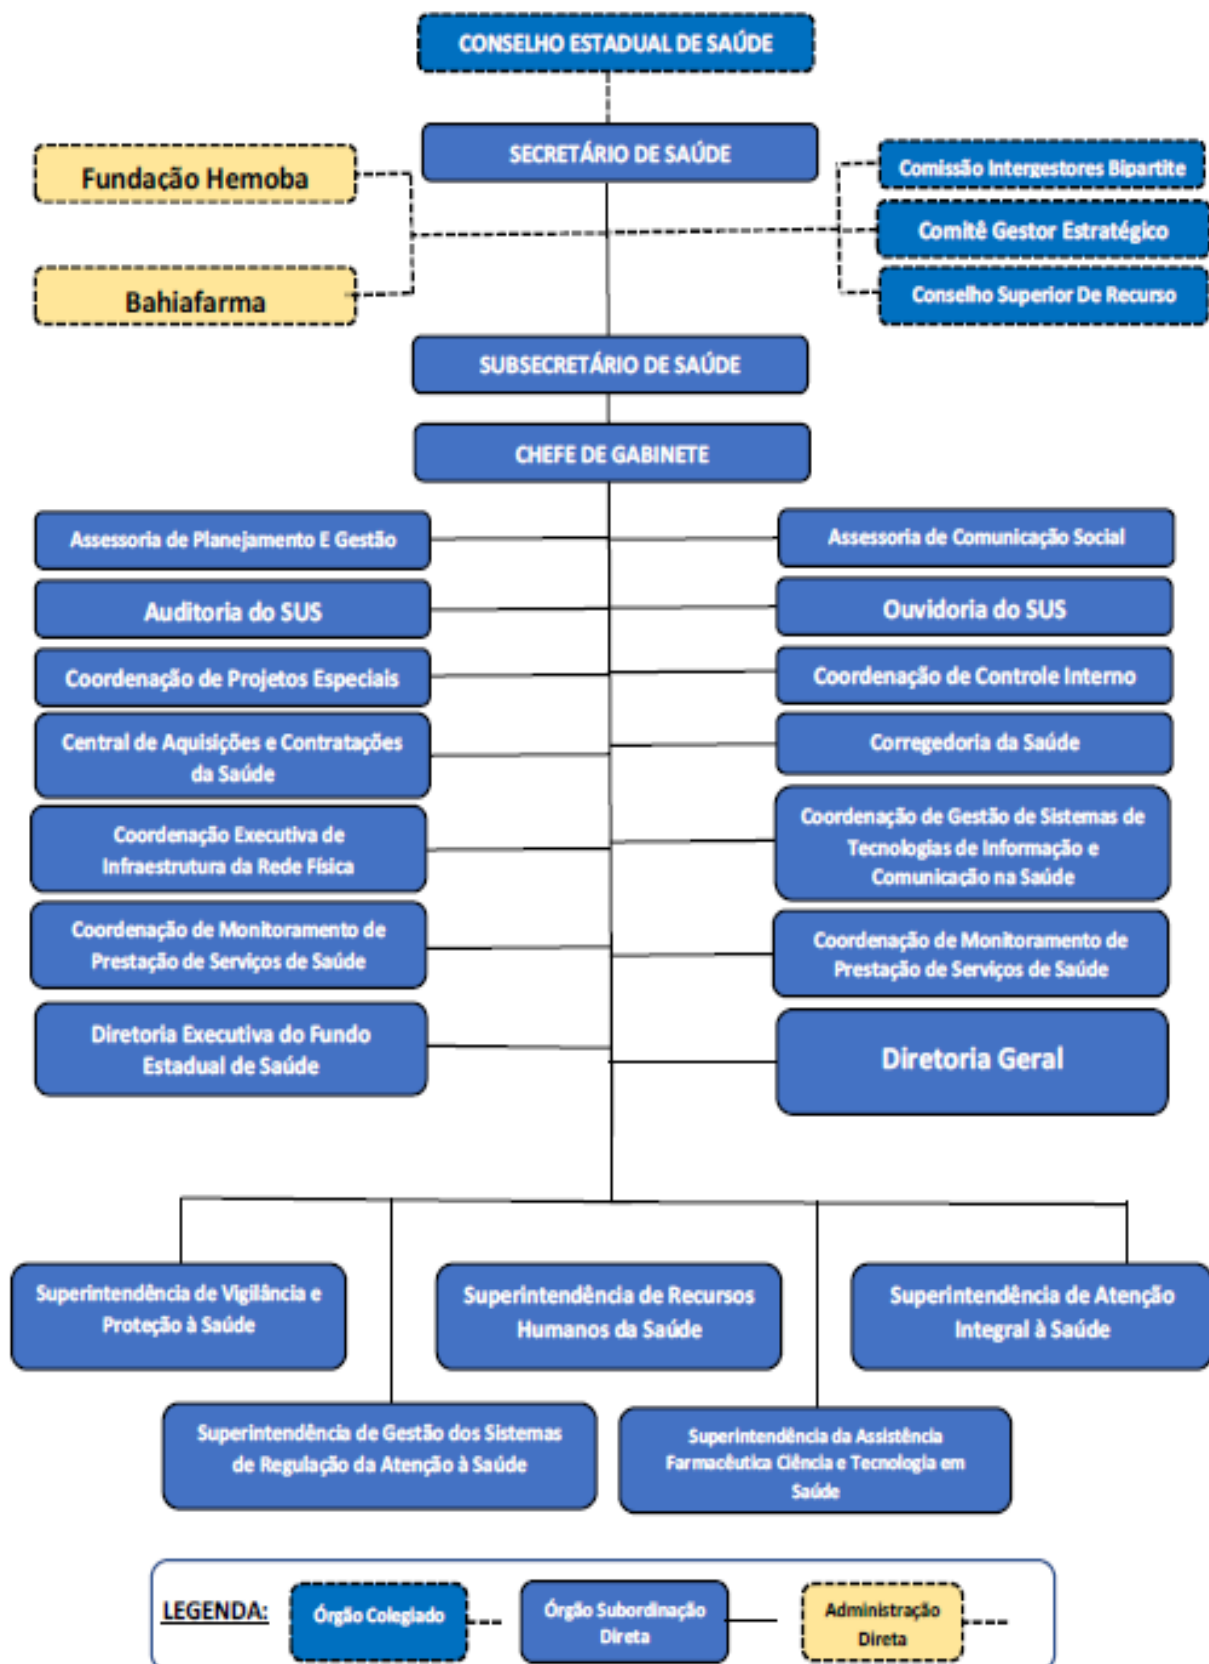 CONSELHO ESTADUAL DE SAÚDE
SECRETÁRIO DE SAÚDE
Fundação Hemoba
Bahiafarma
Comissão Intergestores Bipartite
Comitê Gestor Estratégico
Conselho Superior De Recurso
SUBSECRETÁRIO DE SAÚDE
CHEFE DE GABINETE
Assessoria de Planejamento E Gestão
Assessoria de Comunicação Social
Auditoria do SUS
Ouvidoria do SUS
Coordenação de Projetos Especiais
Coordenação de Controle Interno
Central de Aquisições e Contratações
da Saúde
Corregedoria da Saúde
Coordenação Executiva de
Infraestrutura da Rede Física
Coordenação de Gestão de Sistemas de
Tecnologias de Informação e
Comunicação na Saúde
Coordenação de Monitoramento de
Prestação de Serviços de Saúde
Coordenação de Monitoramento de
Prestação de Serviços de Saúde
Diretoria Executiva do Fundo
Estadual de Saúde
Diretoria Geral
Superintendência de Vigilância e
Proteção à Saúde
Superintendência de Recursos
Humanos da Saúde
Superintendência de Atenção
Integral à Saúde
Superintendência de Gestão dos Sistemas
de Regulação da Atenção à Saúde
Superintendência da Assistência
Farmacêutica Ciência e Tecnologia em
Saúde
LEGENDA:
Órgão Colegiado
Órgão Subordinação
Direta
Administração
Direta